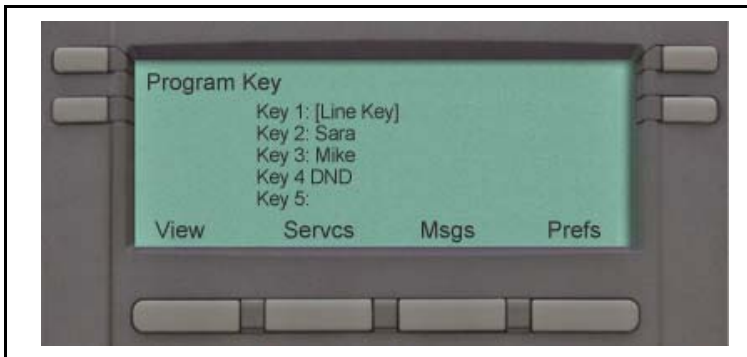 Program Key
Key 1: [Line Key]
Key 2: Sara
Key 3: Mike
Key 4 DND
Key 5:
View Servcs Msgs Prefs